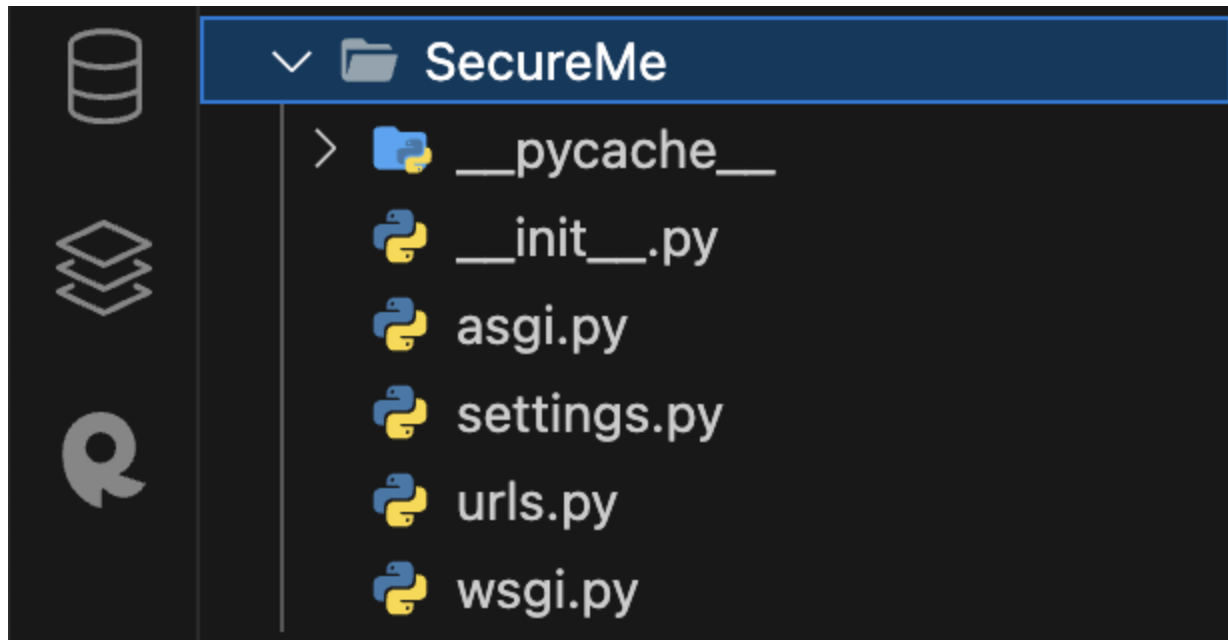 SecureMe
__pycache__
__init__.py
asgi.py
settings.py
urls.py
wsgi.py